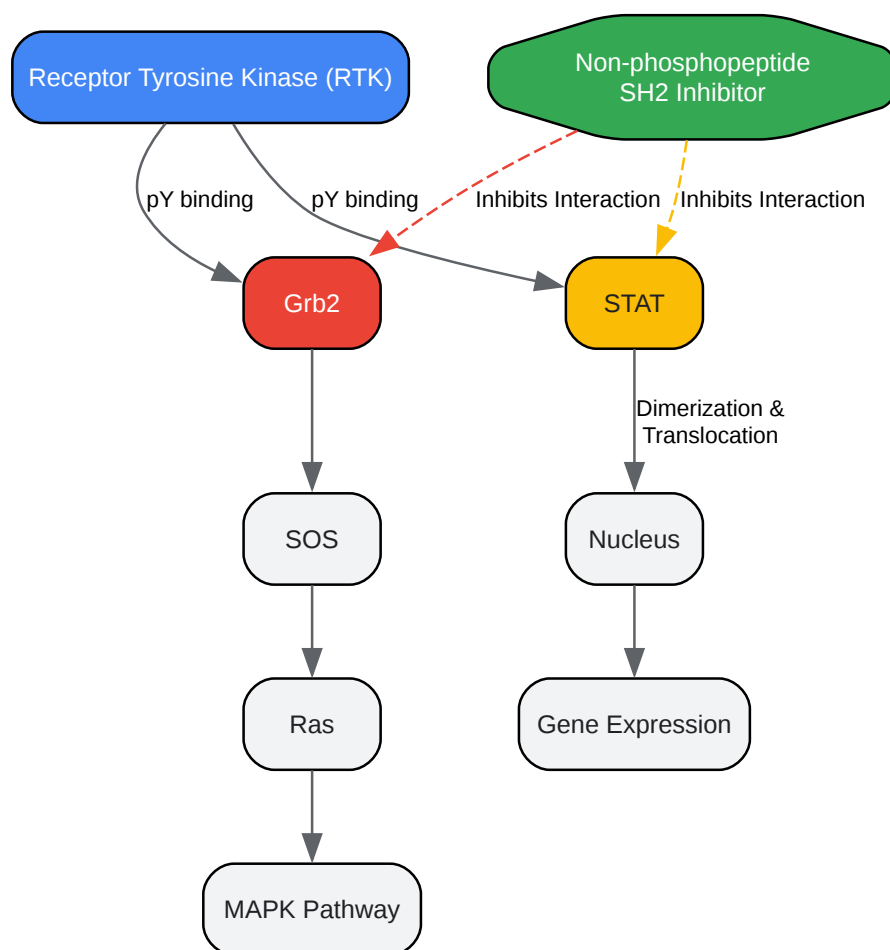 Receptor Tyrosine Kinase (RTK)
Non-phosphopeptide
SH2 Inhibitor
pY binding
pY binding
Inhibits Interaction
Inhibits Interaction
Grb2
STAT
Dimerization &
Translocation
SOS
Nucleus
Ras
Gene Expression
MAPK Pathway